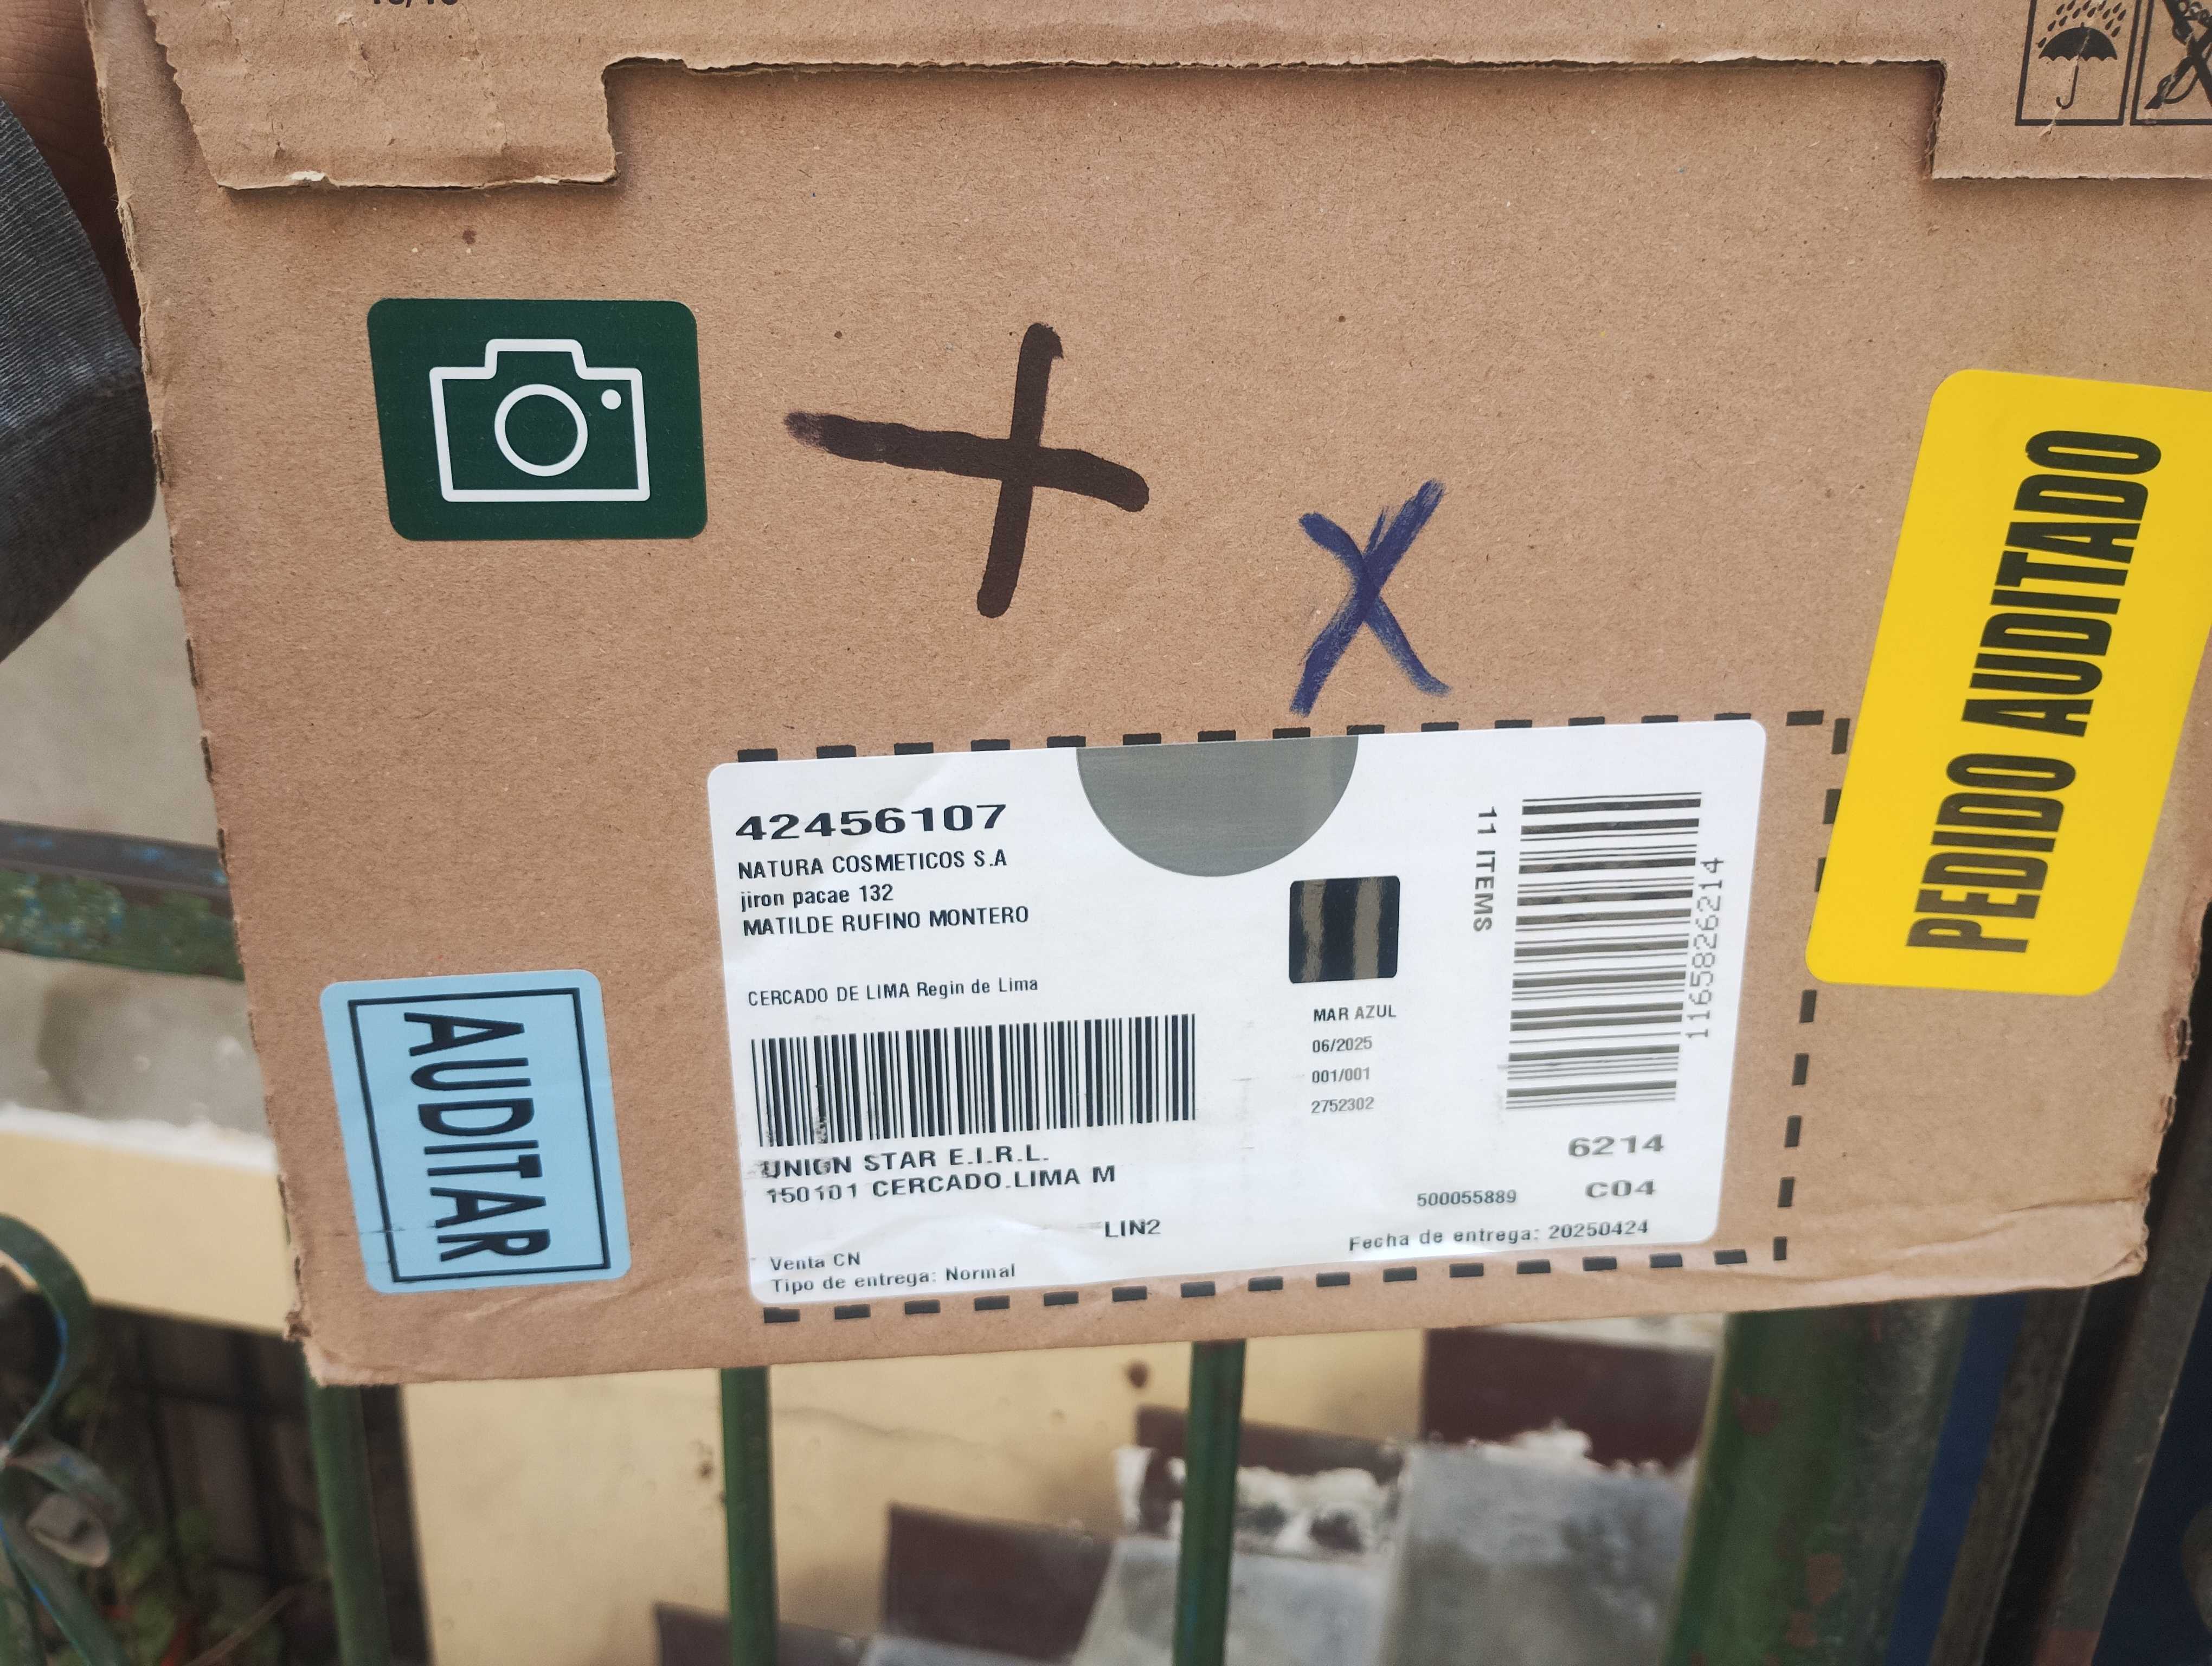 PEDIDO AUDITADO
42456107
NATURA COSMETICOS S.A
jiron pacae 132
MATILDE RUFINO MONTERO
CERCADO DE LIMA Regin de Lima
11 ITEMS
1165826214
MAR AZUL
06/2025
001/001
2752302
AUDITAR
UNION STAR E.I.R.L.
150101 CERCADO.LIMA M
6214
500055889
C04
LIN2
Fecha de entrega: 20250424
Venta CN
Tipo de entrega: Normal